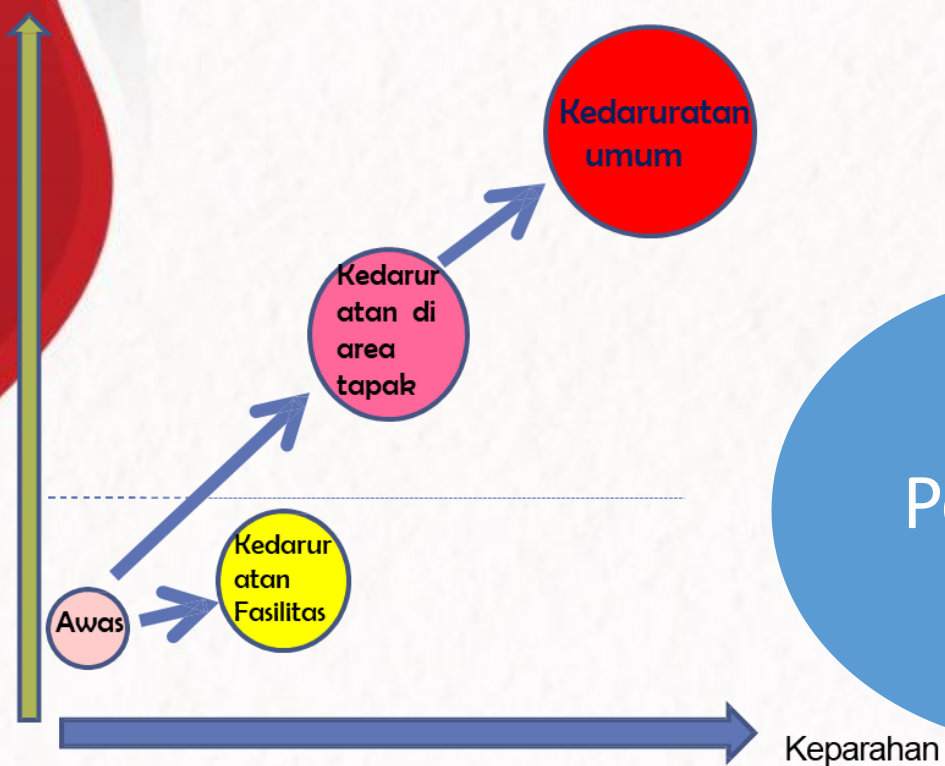 Kedaruratan
umum
Kedarur
atan di
area
tapak
Kedarur
atan
Fasilitas
Awas
Keparahan